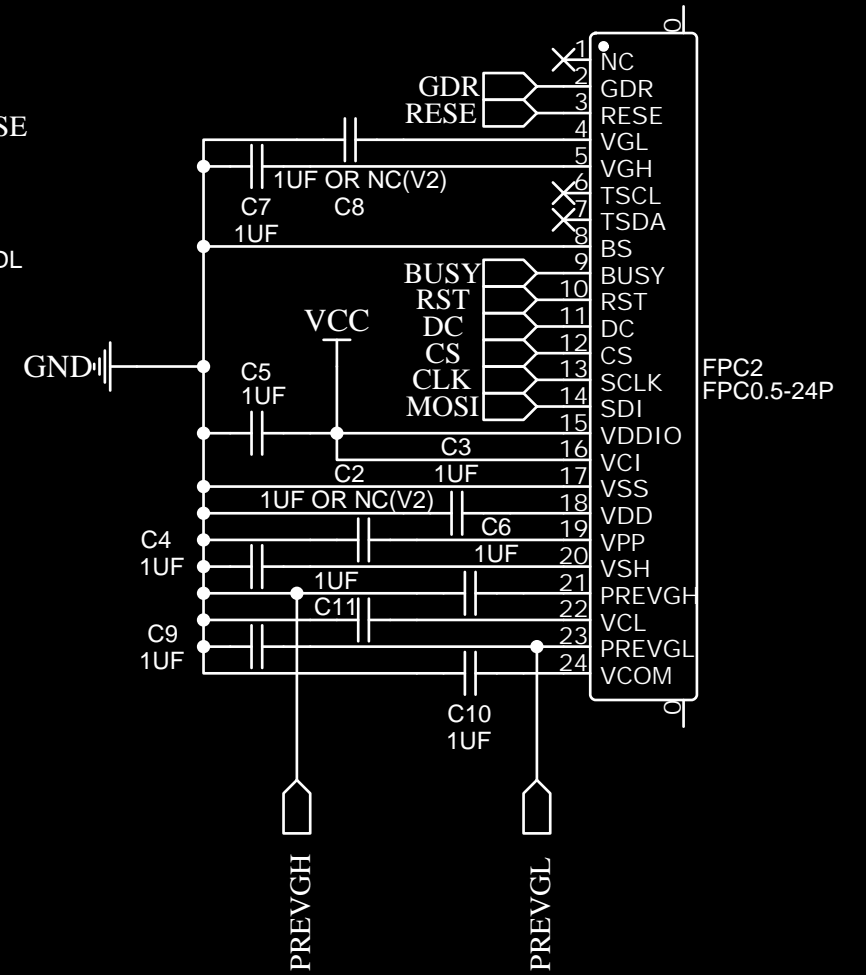 SE
OL
GDR
RESE
1UF OR NC(V2)
C7
C8
1UF
BUSY
RST
DC
CS
CLK
MOSI
VCC
GND
C5
1UF
C3
C2
1UF
1UF OR NC(V2)
C4
C6
1UF
1UF
1UF
C11
C9
1UF
C10
1UF
PREVGH
PREVGL
0
1 NC
2 GDR
3 RESE
4 VGL
5 VGH
6 TSCL
7 TSDA
8 BS
9 BUSY
10 RST
11 DC
12 CS
13 SCLK
14 SDI
15 VDDIO
16 VCI
17 VSS
18 VDD
19 VPP
20 VSH
21 PREVGH
22 VCL
23 PREVGL
24 VCOM
0
FPC2
FPC0.5-24P